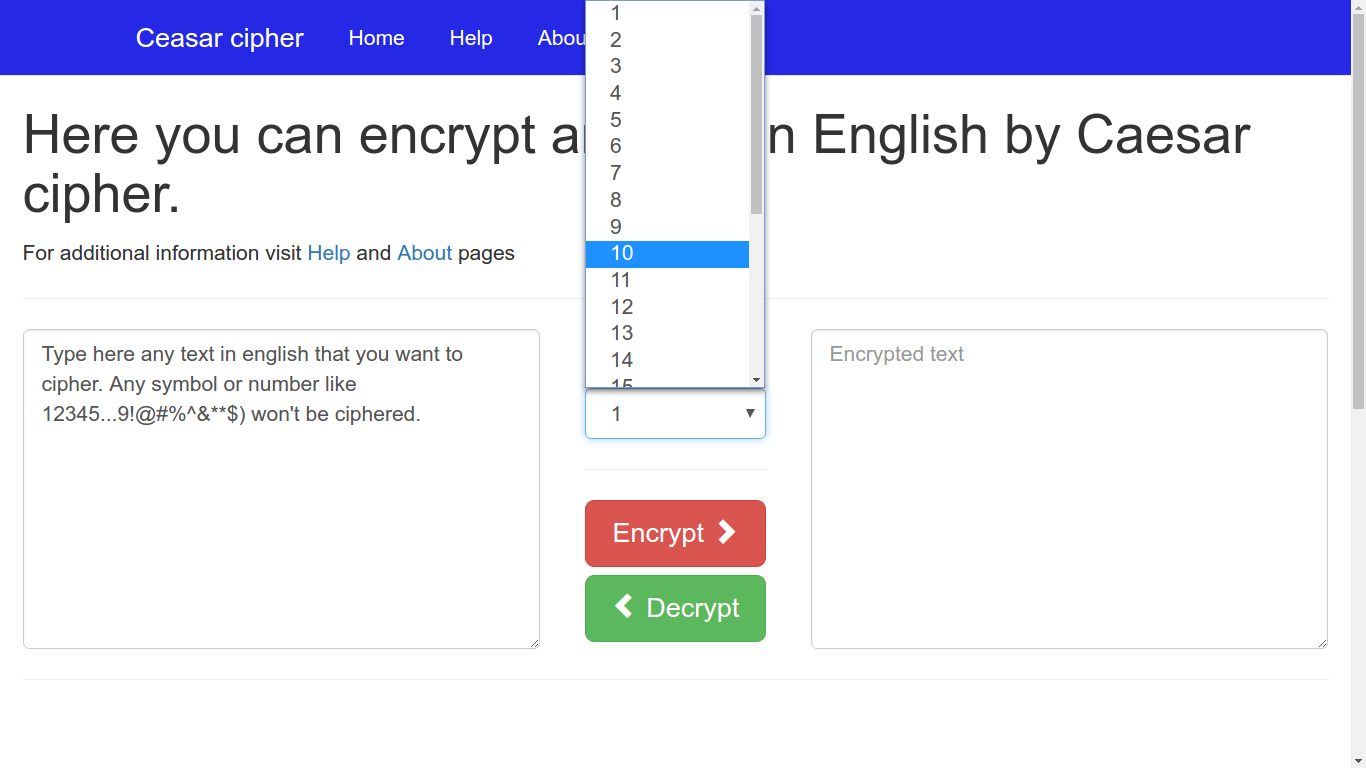 Ceasar cipher Home Help Abou
1
2
3
4
5
6
7
8
9
10
11
12
13
14
15
Here you can encrypt a n English by Caesar
cipher.
For additional information visit Help and About pages
Type here any text in english that you want to
cipher. Any symbol or number like
12345...9!@#%^&**$) won't be ciphered.
1
Encrypt
Decrypt
Encrypted text